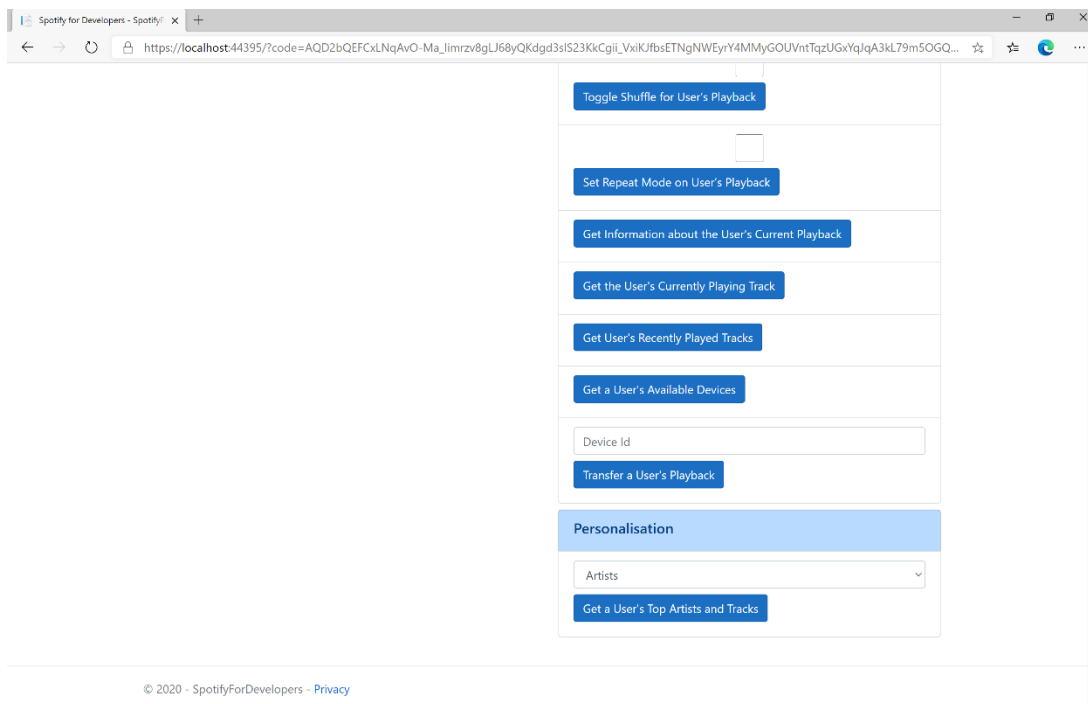 Spotify for Developers - Spotify
https://localhost:44395/?code=
Toggle Shuffle for User's Playback
Set Repeat Mode on User's Playback
Get Information about the User's Current Playback
Get the User's Currently Playing Track
Get User's Recently Played Tracks
Get a User's Available Devices
Device Id
Transfer a User's Playback
Personalisation
Artists
Get a User's Top Artists and Tracks
© 2020 - SpotifyForDevelopers - Privacy